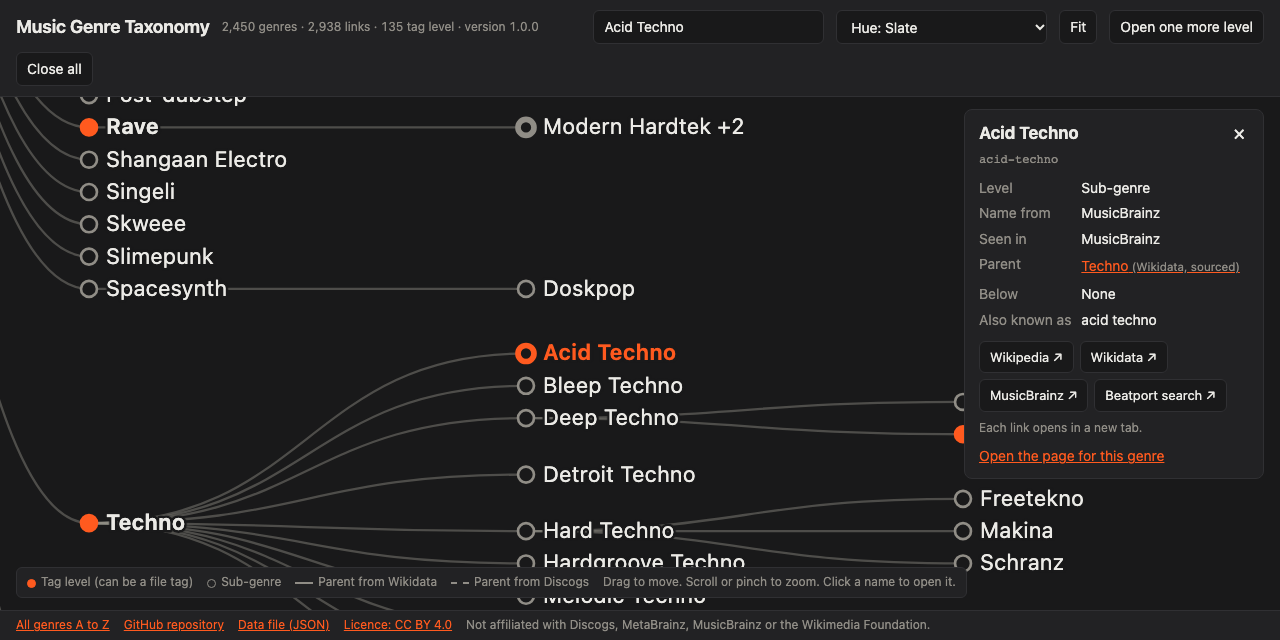 Music Genre Taxonomy 2,450 genres · 2,938 links · 135 tag level · version 1.0.0 Acid Techno Hue: Slate Fit Open one more level
Close all
Post-dubstep
Rave Modern Hardtek +2
Shangaan Electro
Singeli
Skweee
Slimepunk
Spacesynth Doskpop
Acid Techno
Bleep Techno
Deep Techno
Detroit Techno
Techno
Hard Techno
Hardgroove Techno
Melodic Techno
Freetekno
Makina
Schranz
Acid Techno ×
acid-techno
Level Sub-genre
Name from MusicBrainz
Seen in MusicBrainz
Parent Techno (Wikidata, sourced)
Below None
Also known as acid techno
Wikipedia ↗ Wikidata ↗
MusicBrainz ↗ Beatport search ↗
Each link opens in a new tab.
Open the page for this genre
Tag level (can be a file tag) Sub-genre Parent from Wikidata Parent from Discogs Drag to move. Scroll or pinch to zoom. Click a name to open it.
All genres A to Z GitHub repository Data file (JSON) Licence: CC BY 4.0 Not affiliated with Discogs, MetaBrainz, MusicBrainz or the Wikimedia Foundation.